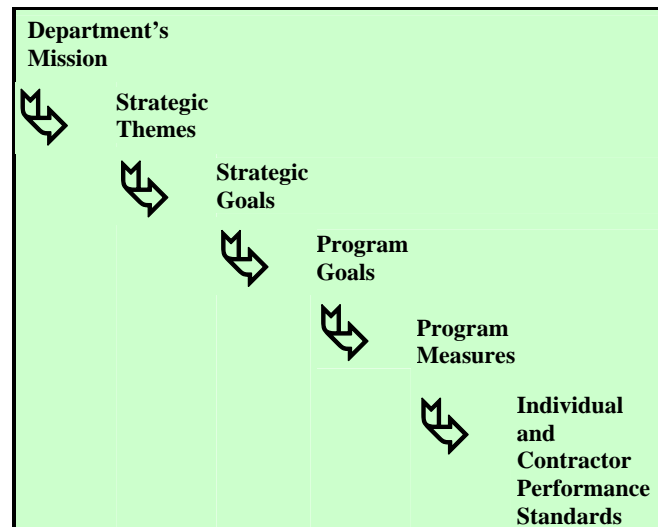 Department’s
Mission
Strategic
Themes
Strategic
Goals
Program
Goals
Program
Measures
Individual
and
Contractor
Performance
Standards